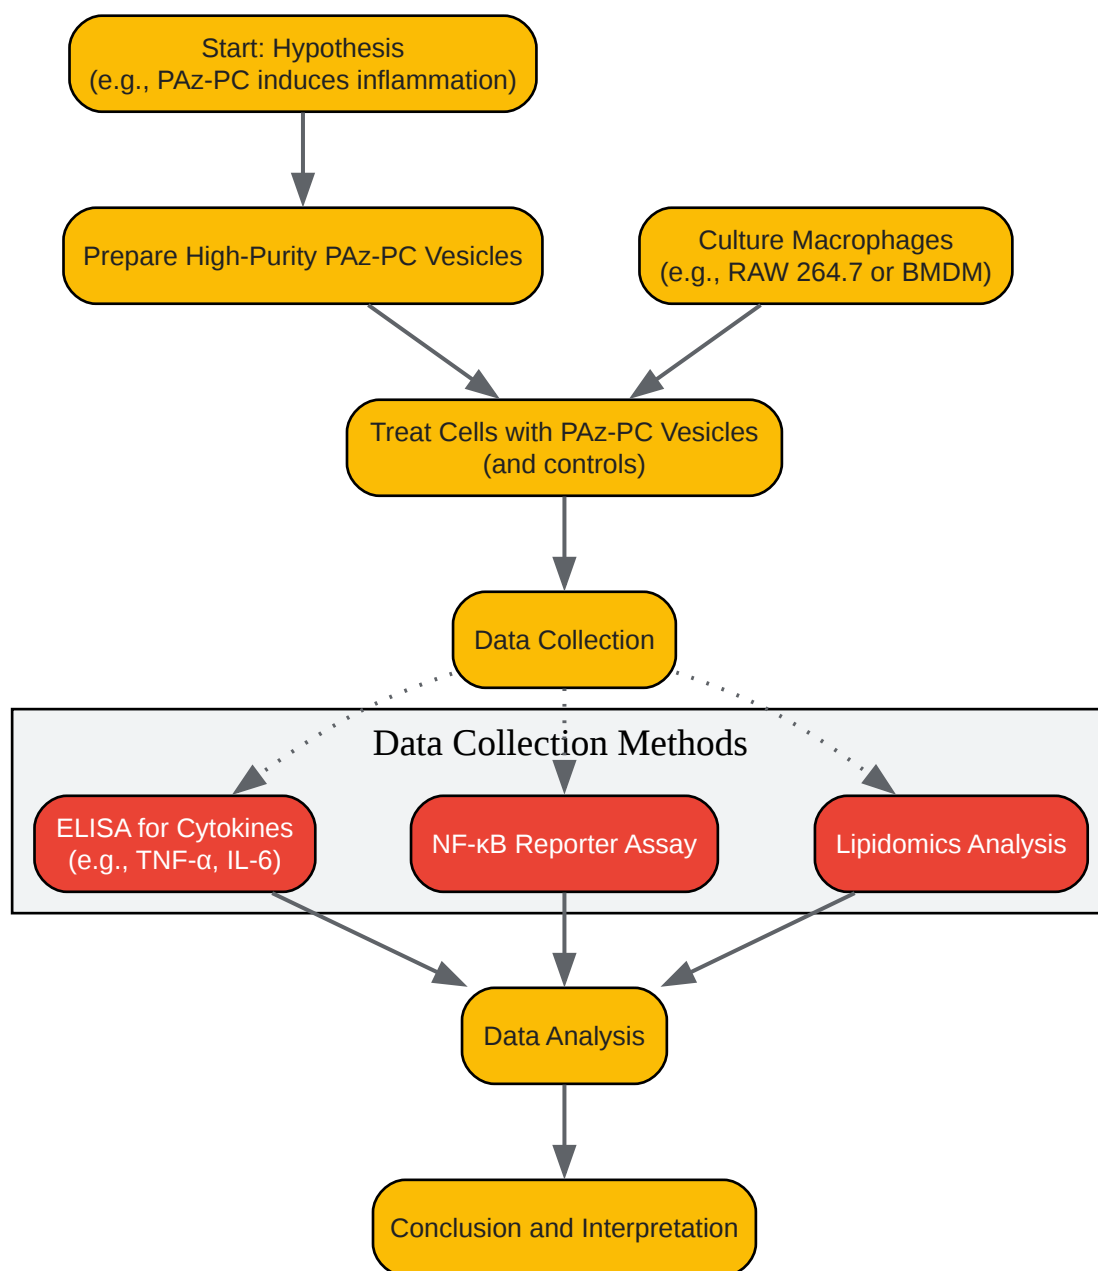 Start: Hypothesis
(e.g., PAz-PC induces inflammation)
Prepare High-Purity PAz-PC Vesicles
Culture Macrophages
(e.g., RAW 264.7 or BMDM)
Treat Cells with PAz-PC Vesicles
(and controls)
Data Collection
Data Collection Methods
ELISA for Cytokines
(e.g., TNF-α, IL-6)
NF-κB Reporter Assay
Lipidomics Analysis
Data Analysis
Conclusion and Interpretation